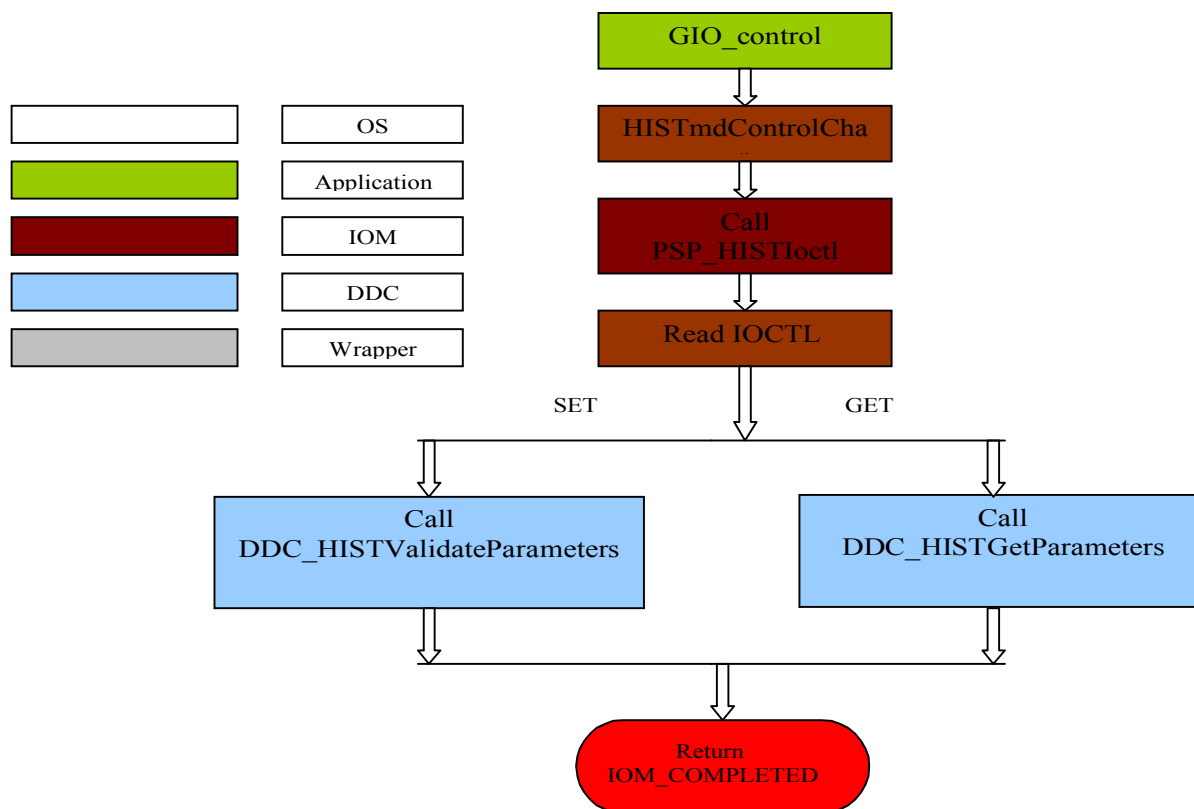 GIO_control
OS
HISTmdControlCha
Application
Call
PSP_HISTIoctl
IOM
DDC
Read IOCTL
Wrapper
SET
GET
Call
DDC_HISTValidateParameters
Call
DDC_HISTGetParameters
Return
IOM_COMPLETED